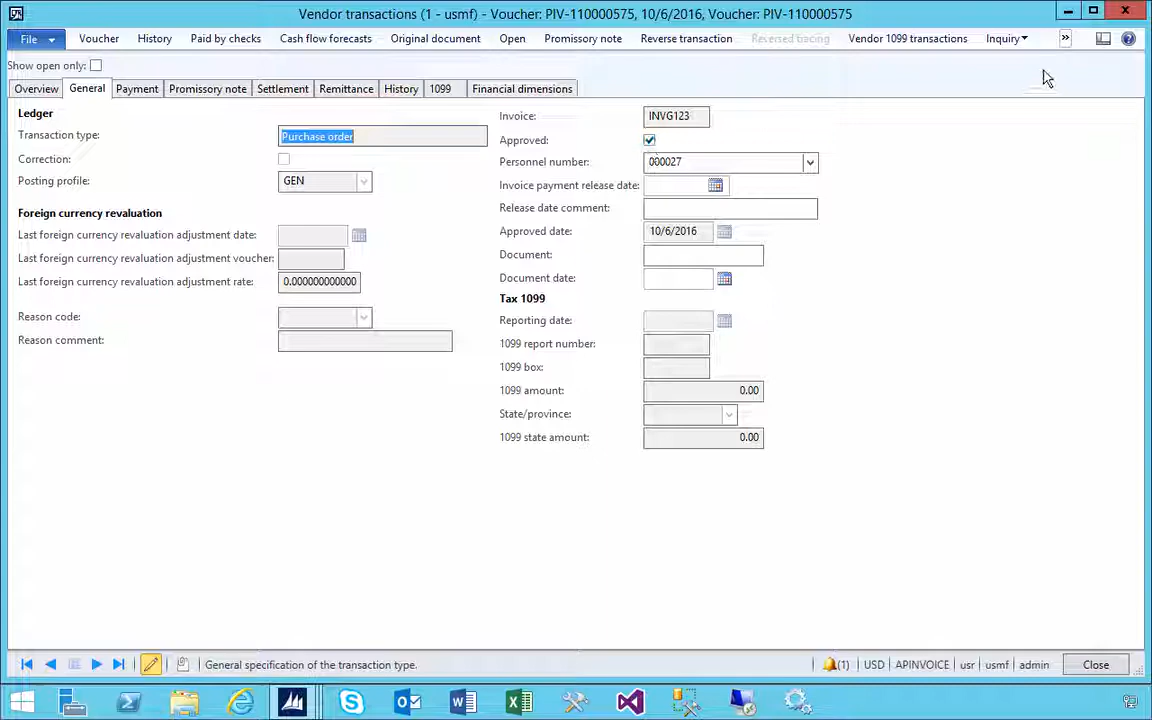 Vendor transactions (1 - usmf) - Voucher: PIV-110000575, 10/6/2016, Voucher: PIV-110000575
File Voucher History Paid by checks Cash flow forecasts Original document Open Promissory note Reverse transaction Reversed tracing Vendor 1099 transactions Inquiry »
Show open only:
Overview General Payment Promissory note Settlement Remittance History 1099 Financial dimensions
Ledger
Transaction type: Purchase order
Correction:
Posting profile: GEN
Foreign currency revaluation
Last foreign currency revaluation adjustment date:
Last foreign currency revaluation adjustment voucher:
Last foreign currency revaluation adjustment rate: 0.000000000000
Reason code:
Reason comment:
Invoice: INVG123
Approved:
Personnel number: 000027
Invoice payment release date:
Release date comment:
Approved date: 10/6/2016
Document:
Document date:
Tax 1099
Reporting date:
1099 report number:
1099 box:
1099 amount: 0.00
State/province:
1099 state amount: 0.00
General specification of the transaction type. (1) USD APINVOICE usr usmf admin Close